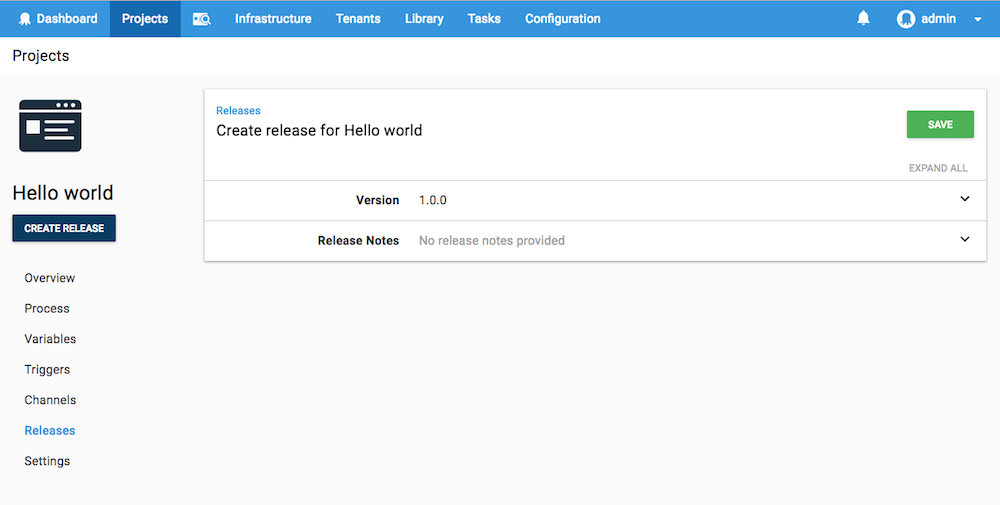 Dashboard Projects Infrastructure Tenants Library Tasks Configuration admin
Projects
Releases
Create release for Hello world
SAVE
EXPAND ALL
Hello world
Version 1.0.0
CREATE RELEASE
Release Notes No release notes provided
Overview
Process
Variables
Triggers
Channels
Releases
Settings